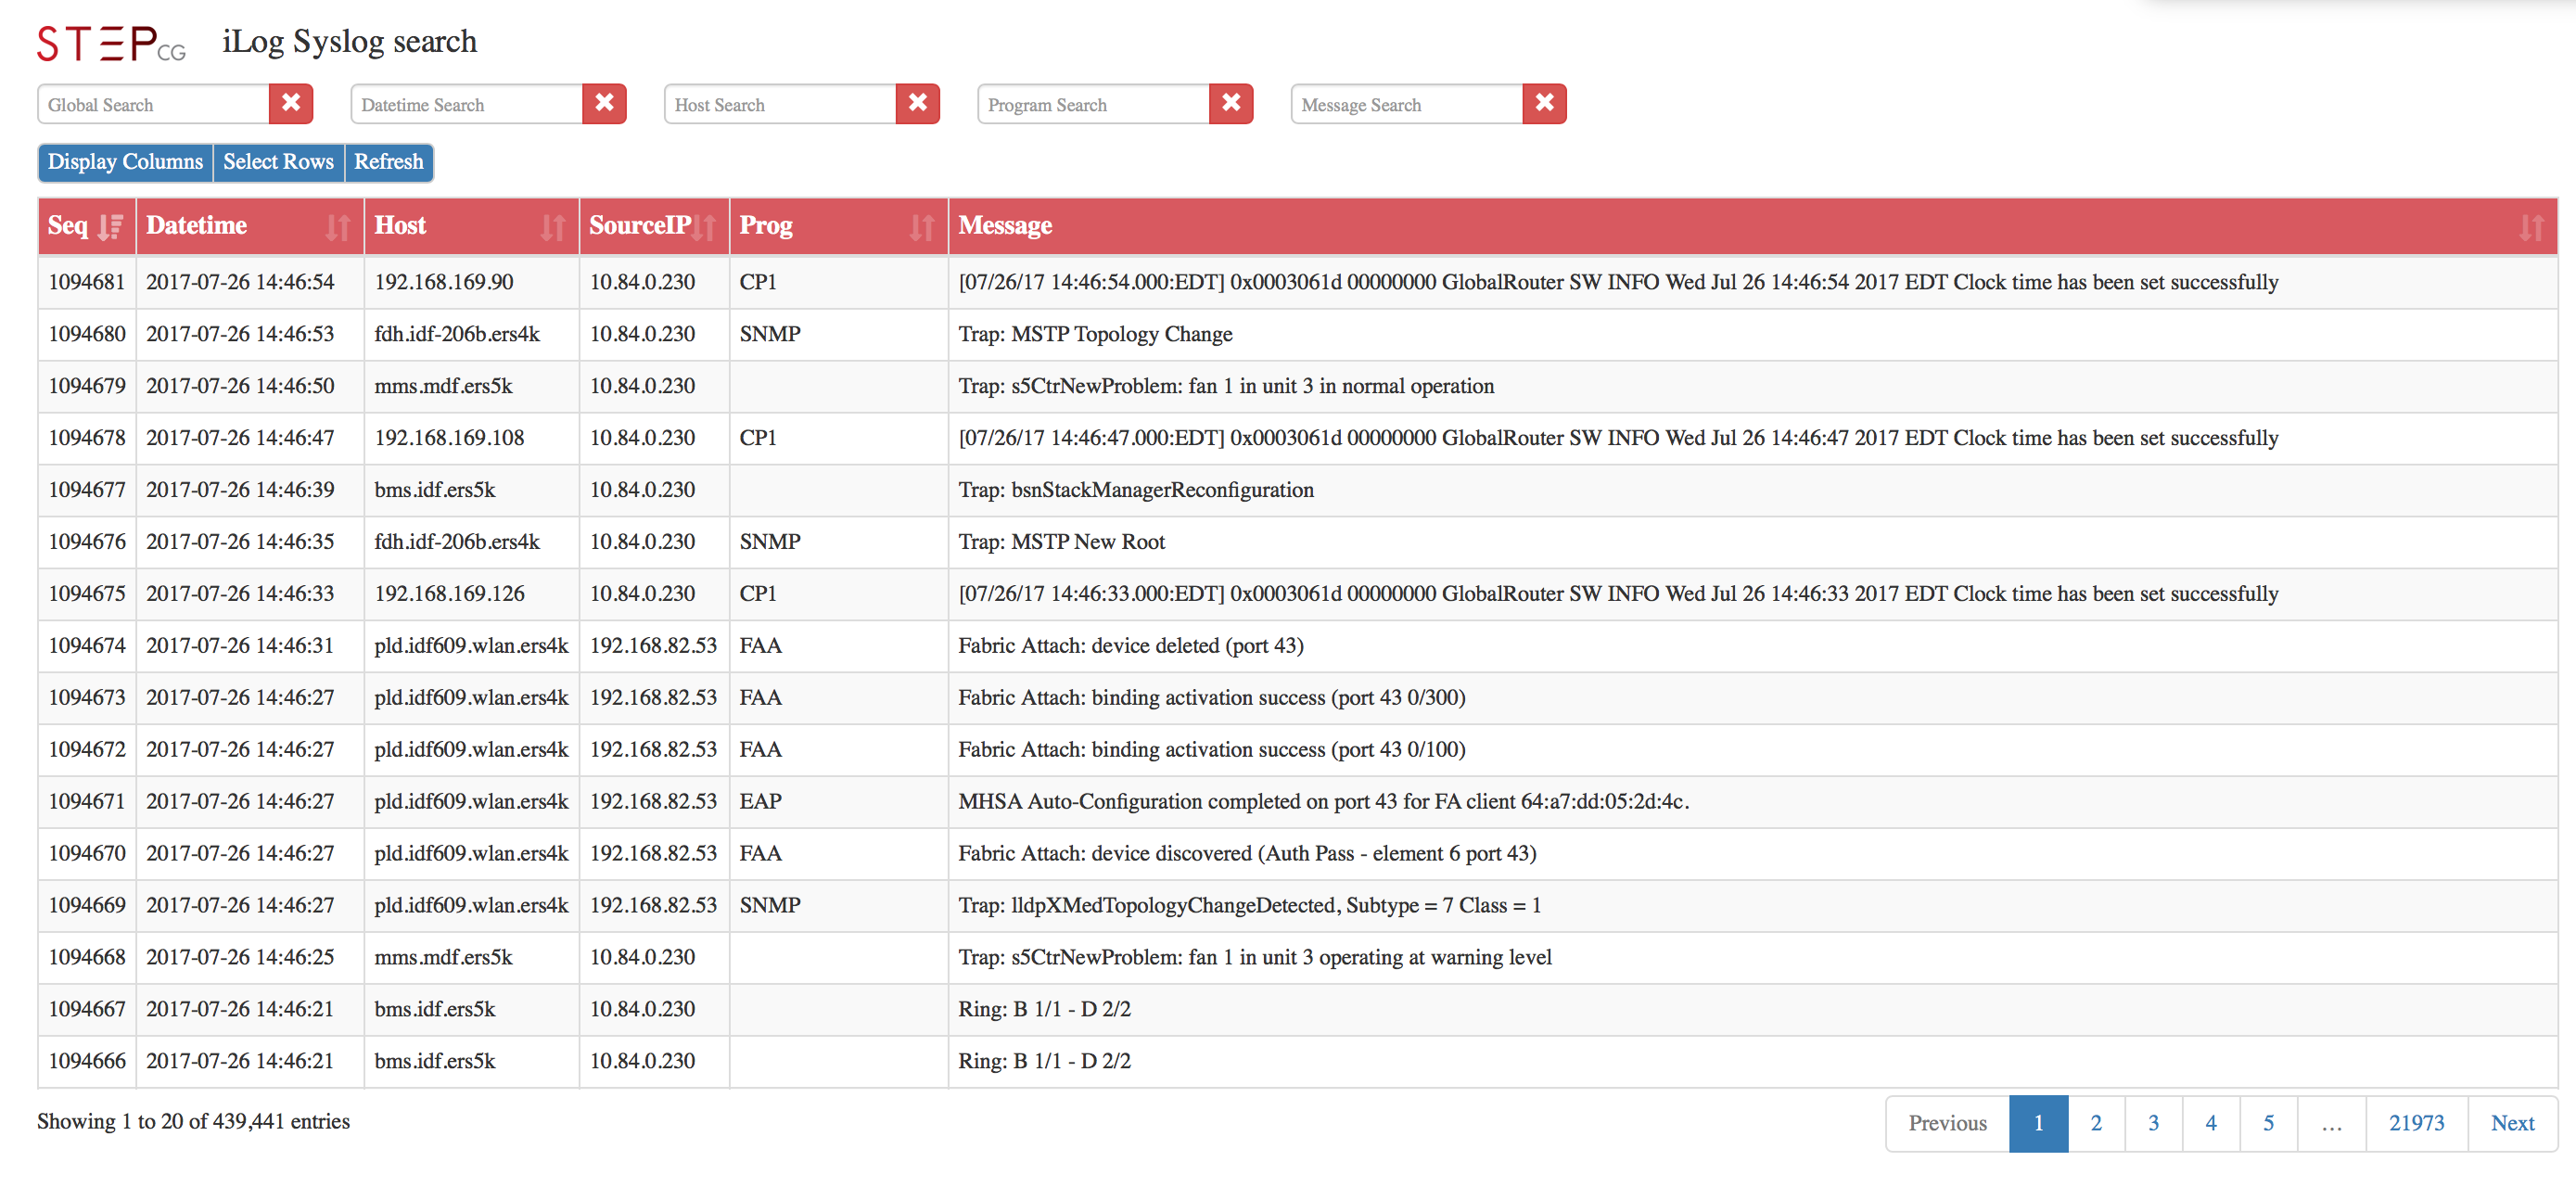 STEPCG iLog Syslog search
Global Search Datetime Search Host Search Program Search Message Search
Display Columns Select Rows Refresh
Seq Datetime Host SourceIP Prog Message
1094681 2017-07-26 14:46:54 192.168.169.90 10.84.0.230 CP1 [07/26/17 14:46:54.000:EDT] 0x0003061d 00000000 GlobalRouter SW INFO Wed Jul 26 14:46:54 2017 EDT Clock time has been set successfully
1094680 2017-07-26 14:46:53 fdh.idf-206b.ers4k 10.84.0.230 SNMP Trap: MSTP Topology Change
1094679 2017-07-26 14:46:50 mms.mdf.ers5k 10.84.0.230 Trap: s5CtrNewProblem: fan 1 in unit 3 in normal operation
1094678 2017-07-26 14:46:47 192.168.169.108 10.84.0.230 CP1 [07/26/17 14:46:47.000:EDT] 0x0003061d 00000000 GlobalRouter SW INFO Wed Jul 26 14:46:47 2017 EDT Clock time has been set successfully
1094677 2017-07-26 14:46:39 bms.idf.ers5k 10.84.0.230 Trap: bsnStackManagerReconfiguration
1094676 2017-07-26 14:46:35 fdh.idf-206b.ers4k 10.84.0.230 SNMP Trap: MSTP New Root
1094675 2017-07-26 14:46:33 192.168.169.126 10.84.0.230 CP1 [07/26/17 14:46:33.000:EDT] 0x0003061d 00000000 GlobalRouter SW INFO Wed Jul 26 14:46:33 2017 EDT Clock time has been set successfully
1094674 2017-07-26 14:46:31 pld.idf609.wlan.ers4k 192.168.82.53 FAA Fabric Attach: device deleted (port 43)
1094673 2017-07-26 14:46:27 pld.idf609.wlan.ers4k 192.168.82.53 FAA Fabric Attach: binding activation success (port 43 0/300)
1094672 2017-07-26 14:46:27 pld.idf609.wlan.ers4k 192.168.82.53 FAA Fabric Attach: binding activation success (port 43 0/100)
1094671 2017-07-26 14:46:27 pld.idf609.wlan.ers4k 192.168.82.53 EAP MHSA Auto-Configuration completed on port 43 for FA client 64:a7:dd:05:2d:4c.
1094670 2017-07-26 14:46:27 pld.idf609.wlan.ers4k 192.168.82.53 FAA Fabric Attach: device discovered (Auth Pass - element 6 port 43)
1094669 2017-07-26 14:46:27 pld.idf609.wlan.ers4k 192.168.82.53 SNMP Trap: lldpXMedTopologyChangeDetected, Subtype = 7 Class = 1
1094668 2017-07-26 14:46:25 mms.mdf.ers5k 10.84.0.230 Trap: s5CtrNewProblem: fan 1 in unit 3 operating at warning level
1094667 2017-07-26 14:46:21 bms.idf.ers5k 10.84.0.230 Ring: B 1/1 - D 2/2
1094666 2017-07-26 14:46:21 bms.idf.ers5k 10.84.0.230 Ring: B 1/1 - D 2/2
Showing 1 to 20 of 439,441 entries Previous 1 2 3 4 5 … 21973 Next